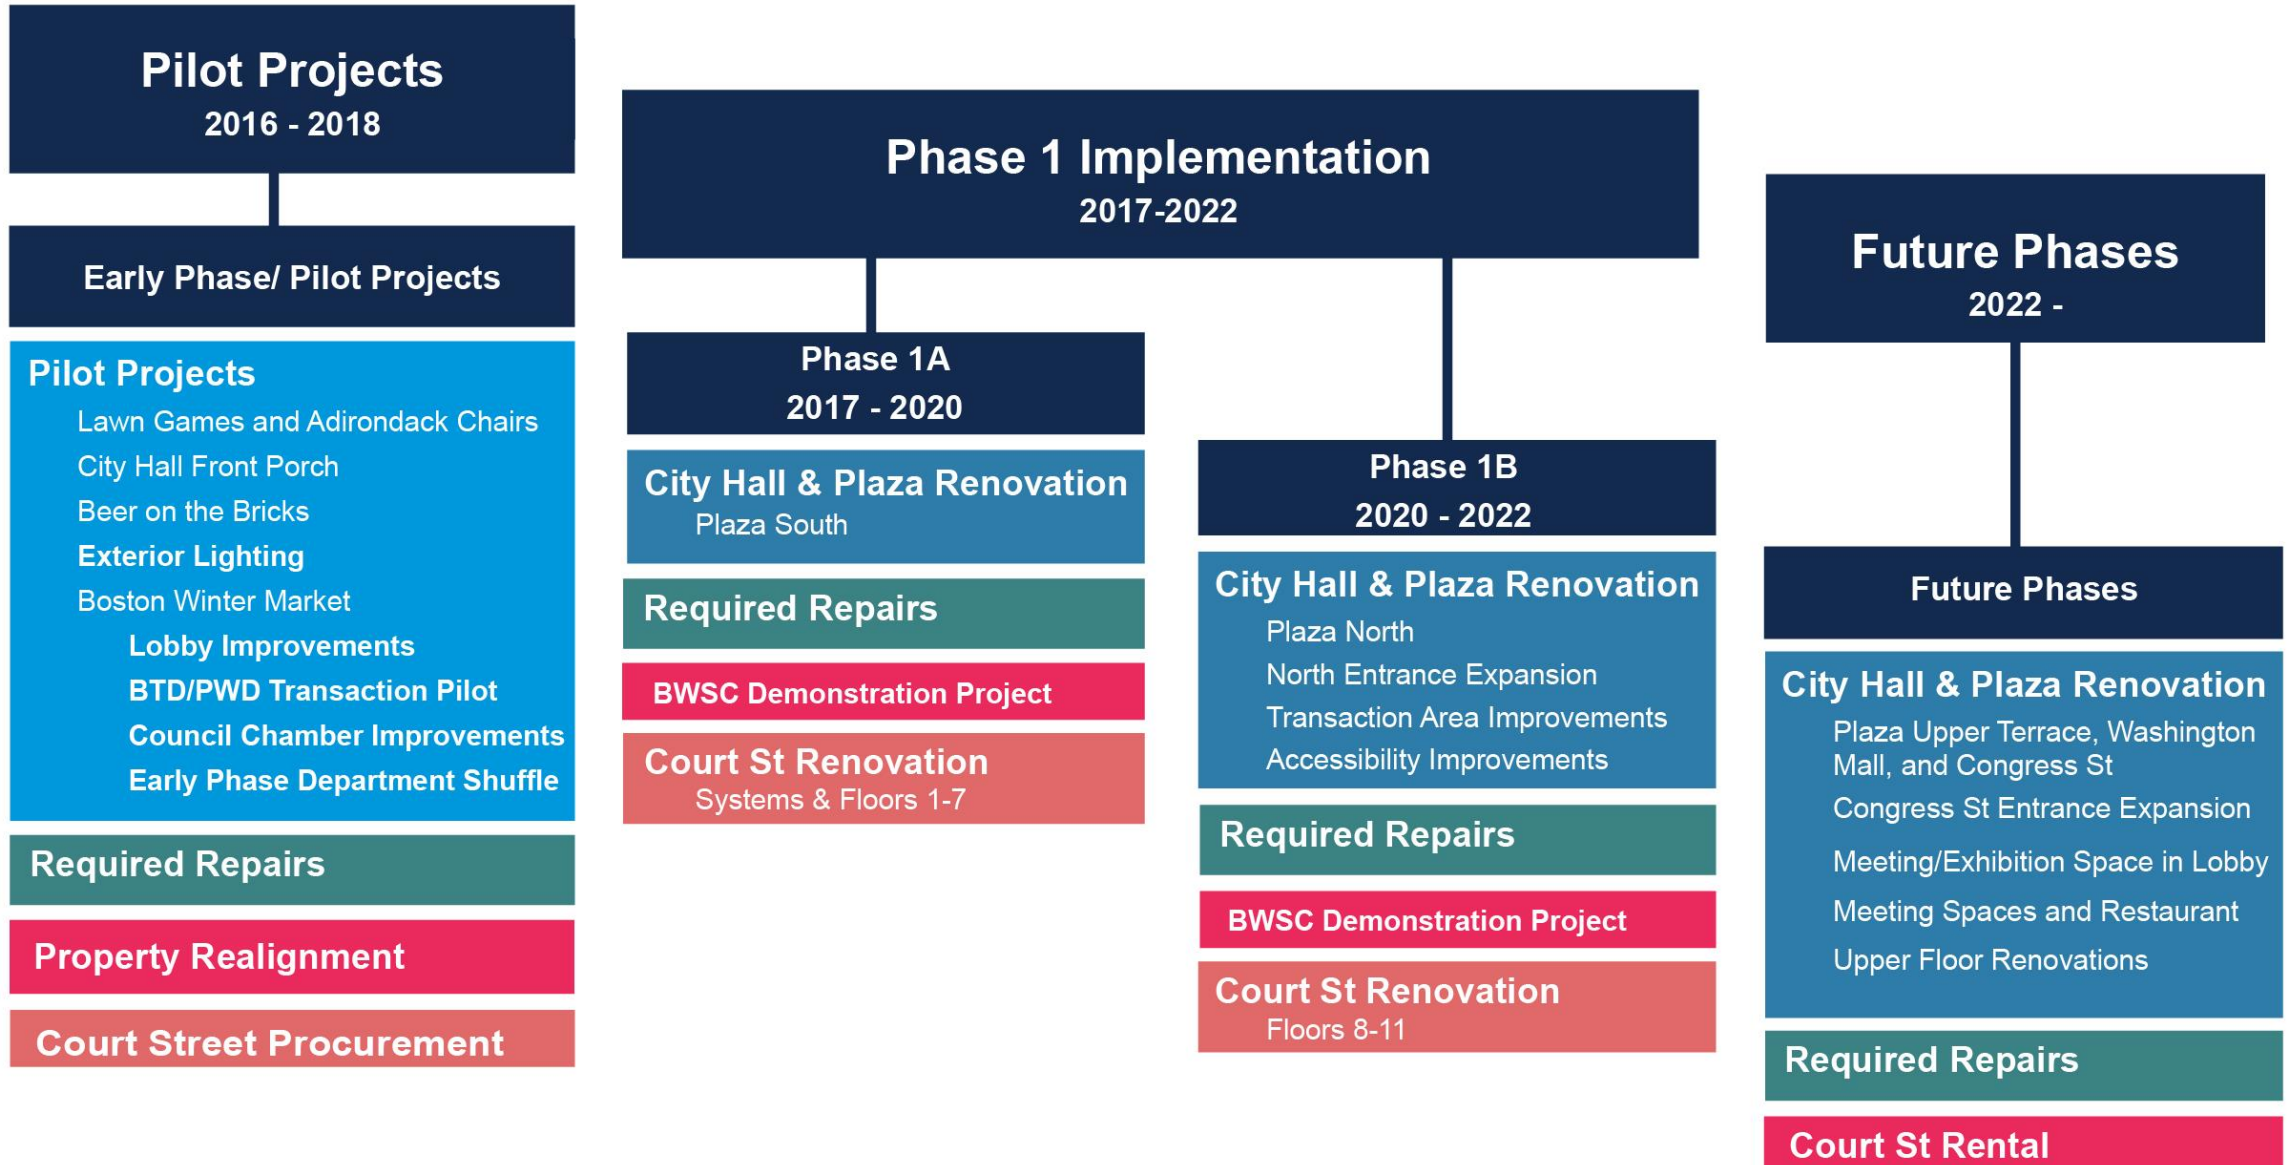 Pilot Projects
2016 - 2018
Early Phase/ Pilot Projects
Pilot Projects
Lawn Games and Adirondack Chairs
City Hall Front Porch
Beer on the Bricks
Exterior Lighting
Boston Winter Market
Lobby Improvements
BTD/PWD Transaction Pilot
Council Chamber Improvements
Early Phase Department Shuffle
Required Repairs
Property Realignment
Court Street Procurement
Phase 1 Implementation
2017-2022
Phase 1A
2017 - 2020
City Hall & Plaza Renovation
Plaza South
Required Repairs
BWSC Demonstration Project
Court St Renovation
Systems & Floors 1-7
Phase 1B
2020 - 2022
City Hall & Plaza Renovation
Plaza North
North Entrance Expansion
Transaction Area Improvements
Accessibility Improvements
Required Repairs
BWSC Demonstration Project
Court St Renovation
Floors 8-11
Future Phases
2022 -
Future Phases
City Hall & Plaza Renovation
Plaza Upper Terrace, Washington
Mall, and Congress St
Congress St Entrance Expansion
Meeting/Exhibition Space in Lobby
Meeting Spaces and Restaurant
Upper Floor Renovations
Required Repairs
Court St Rental